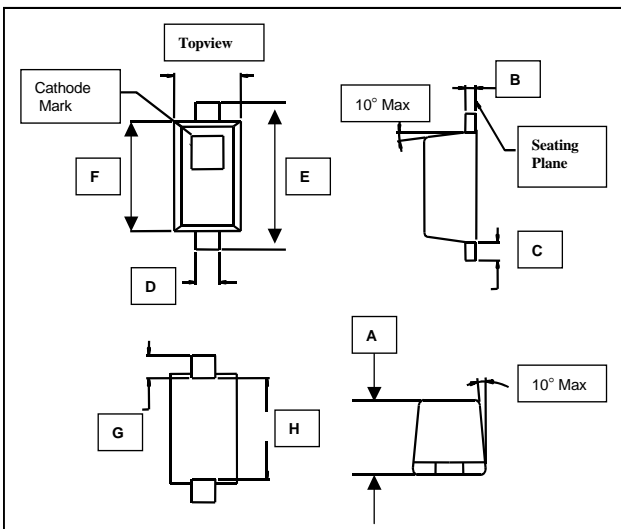 Topview
Cathode
Mark
10° Max
B
Seating
Plane
F
E
D
C
A
10° Max
G
H